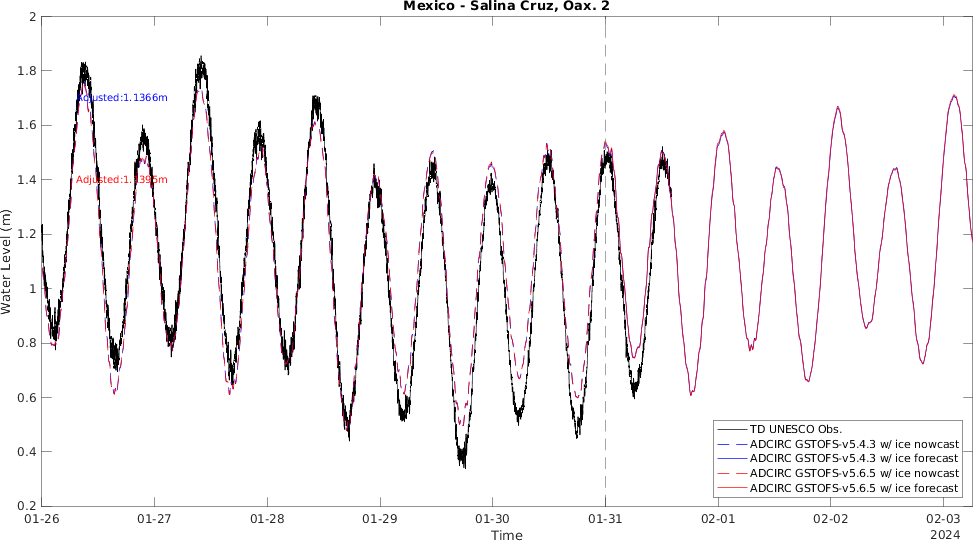 Mexico - Salina Cruz, Oax. 2
2
1.8
1.6
1.4
1.2
1
0.8
0.6
0.4
0.2
Water Level (m)
Adjusted:1.1366m
Adjusted:1.1395m
TD UNESCO Obs.
ADCIRC GSTOFS-v5.4.3 w/ ice nowcast
ADCIRC GSTOFS-v5.4.3 w/ ice forecast
ADCIRC GSTOFS-v5.6.5 w/ ice nowcast
ADCIRC GSTOFS-v5.6.5 w/ ice forecast
01-26 01-27 01-28 01-29 01-30 01-31 02-01 02-02 02-03
Time
2024